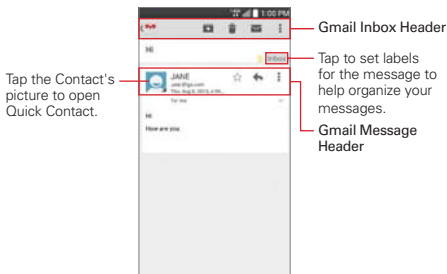 1:00 PM
Gmail Inbox Header
Hi
Inbox
Tap to set labels
for the message to
help organize your
messages.
Tap the Contact's
picture to open
Quick Contact.
JANE
To: me
Gmail Message
Header
Hi
How are you